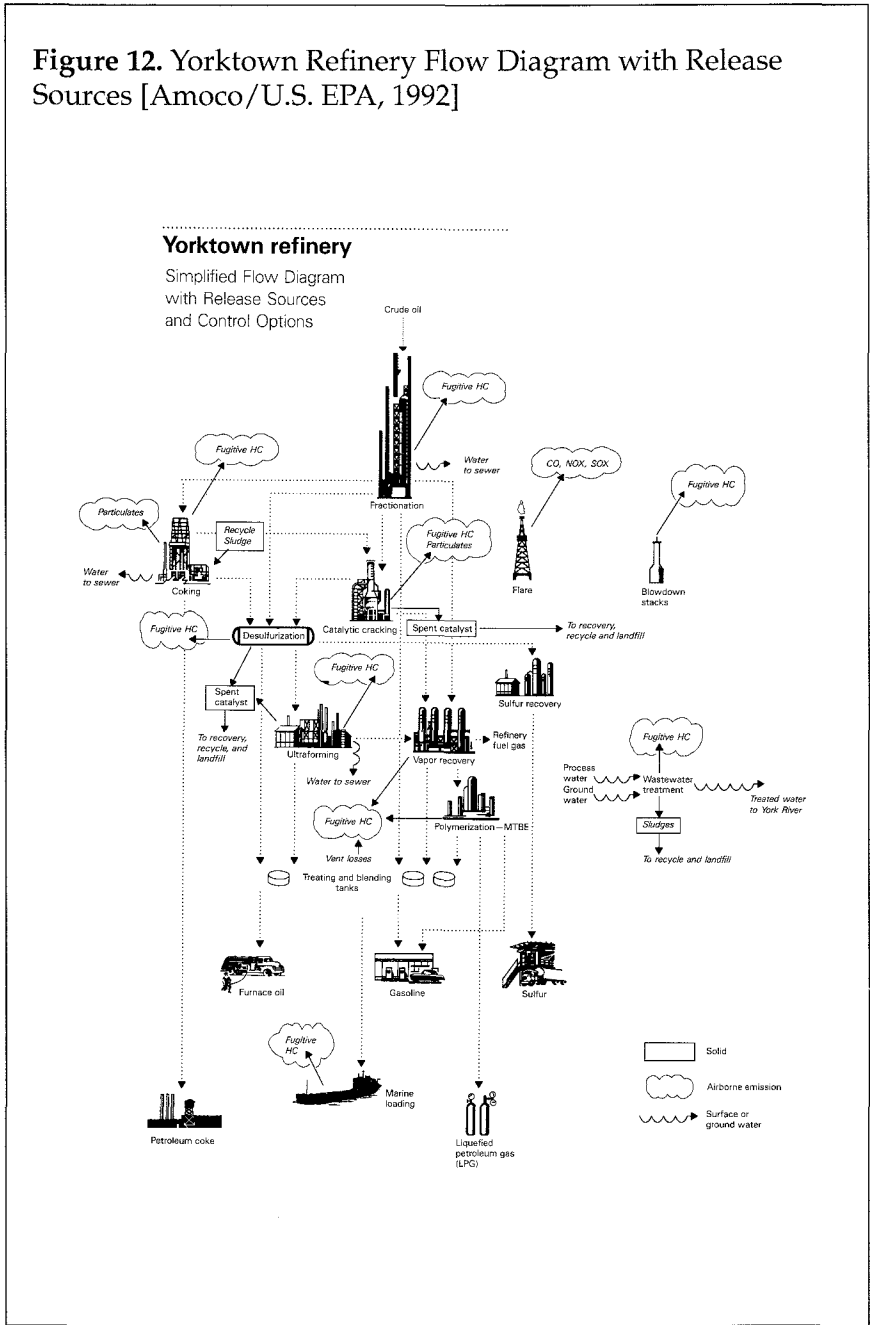 Figure 12. Yorktown Refinery Flow Diagram with Release
Sources [Amoco/U.S. EPA, 1992]
Yorktown refinery
Simplified Flow Diagram
with Release Sources
and Control Options
Crude oil
Fugitive HC
Water
to sewer
Fractionation
Fugitive HC
Particulates
Recycle
Sludge
Water
to sewer
Coking
Fugitive HC
Particulates
Catalytic cracking
CO, NOX, SOX
Flare
Fugitive HC
Blowdown
stacks
Fugitive HC
Desulfurization
Spent catalyst
To recovery,
recycle and landfill
Spent
catalyst
To recovery,
recycle, and
landfill
Fugitive HC
Ultraforming
Water to sewer
Vapor recovery
Refinery
fuel gas
Sulfur recovery
Fugitive HC
Process
water
Ground
water
Wastewater
treatment
Treated water
to York River
Sludges
To recycle and landfill
Polymerization—MTBE
Fugitive HC
Vent losses
Treating and blending
tanks
Furnace oil
Gasoline
Sulfur
Fugitive
HC
Marine
loading
Petroleum coke
Liquefied
petroleum gas
(LPG)
Solid
Airborne emission
Surface or
ground water